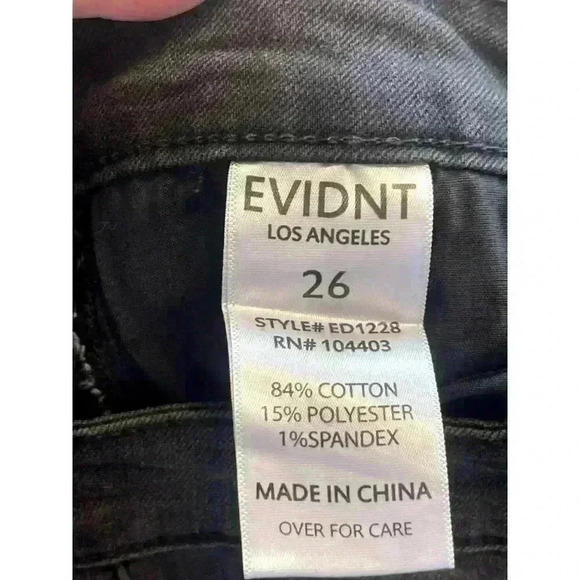 EVIDNT
LOS ANGELES
26
STYLE# ED1228
RN# 104403
84% COTTON
15% POLYESTER
1%SPANDEX
MADE IN CHINA
OVER FOR CARE